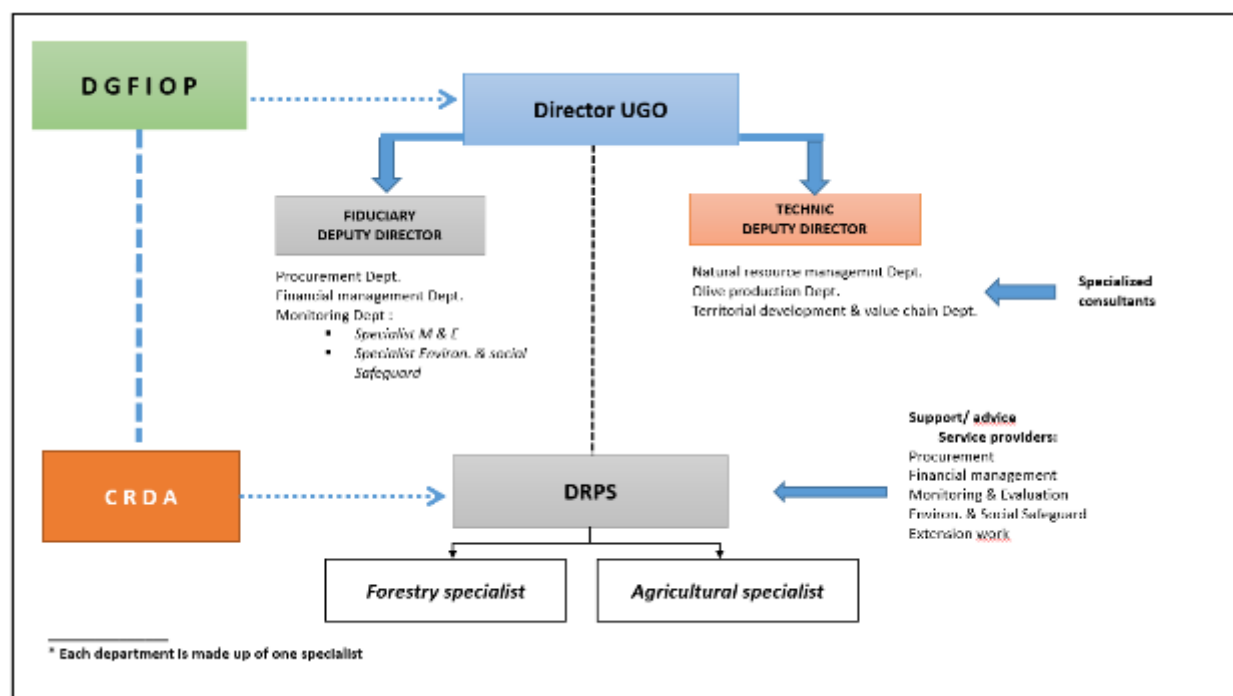 D G F I O P
Director UGO
FIDUCIARY
DEPUTY DIRECTOR
TECHNIC
DEPUTY DIRECTOR
Procurement Dept.
Financial management Dept.
Monitoring Dept :
▪ Specialist M & E
▪ Specialist Environ. & social
Safeguard
Natural resource managemnt Dept.
Olive production Dept.
Territorial development & value chain Dept.
Specialized
consultants
Support/ advice
Service providers:
Procurement
Financial management
Monitoring & Evaluation
Environ. & Social Safeguard
Extension work
C R D A
DRPS
Forestry specialist
Agricultural specialist
* Each department is made up of one specialist